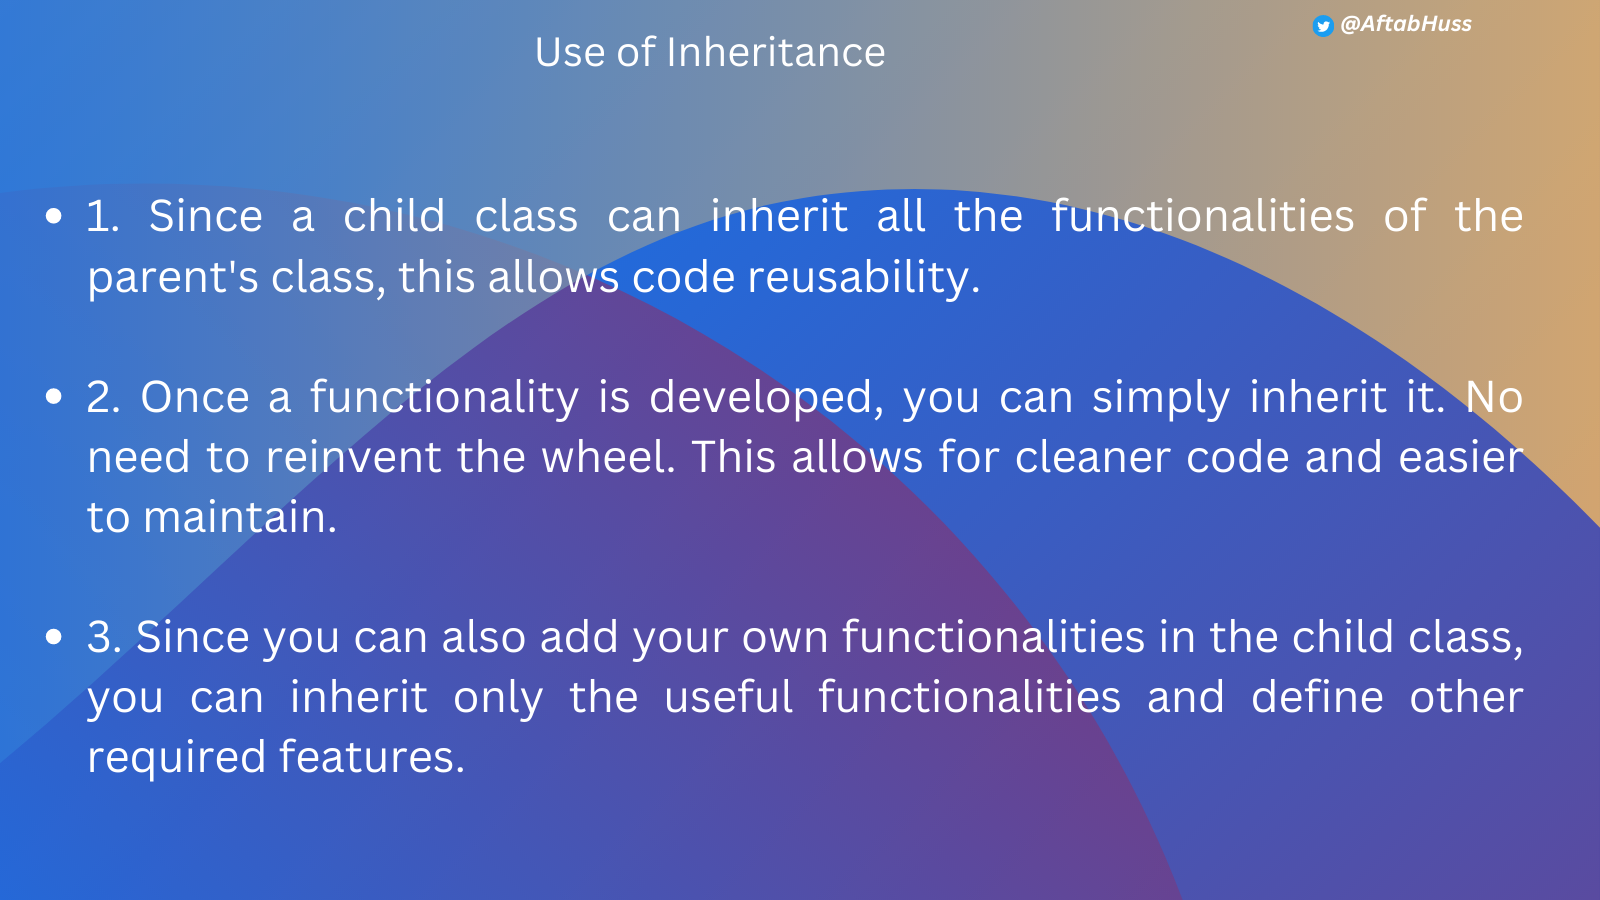 @AftabHuss
Use of Inheritance
• 1. Since a child class can inherit all the functionalities of the
parent's class, this allows code reusability.
• 2. Once a functionality is developed, you can simply inherit it. No
need to reinvent the wheel. This allows for cleaner code and easier
to maintain.
• 3. Since you can also add your own functionalities in the child class,
you can inherit only the useful functionalities and define other
required features.